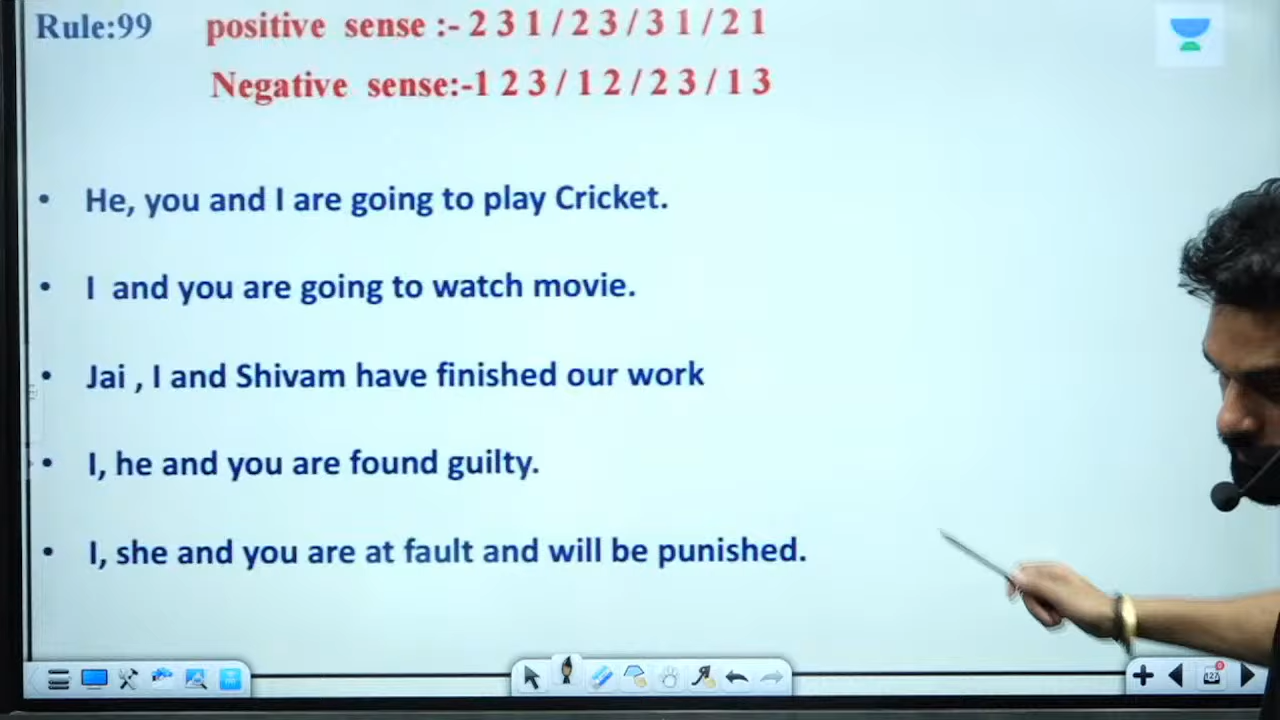 Rule:99 positive sense :- 2 3 1 / 2 3 / 3 1 / 2 1
Negative sense:-1 2 3 / 1 2 / 2 3 / 1 3
• He, you and I are going to play Cricket.
• I and you are going to watch movie.
• Jai , I and Shivam have finished our work
• I, he and you are found guilty.
• I, she and you are at fault and will be punished.
127